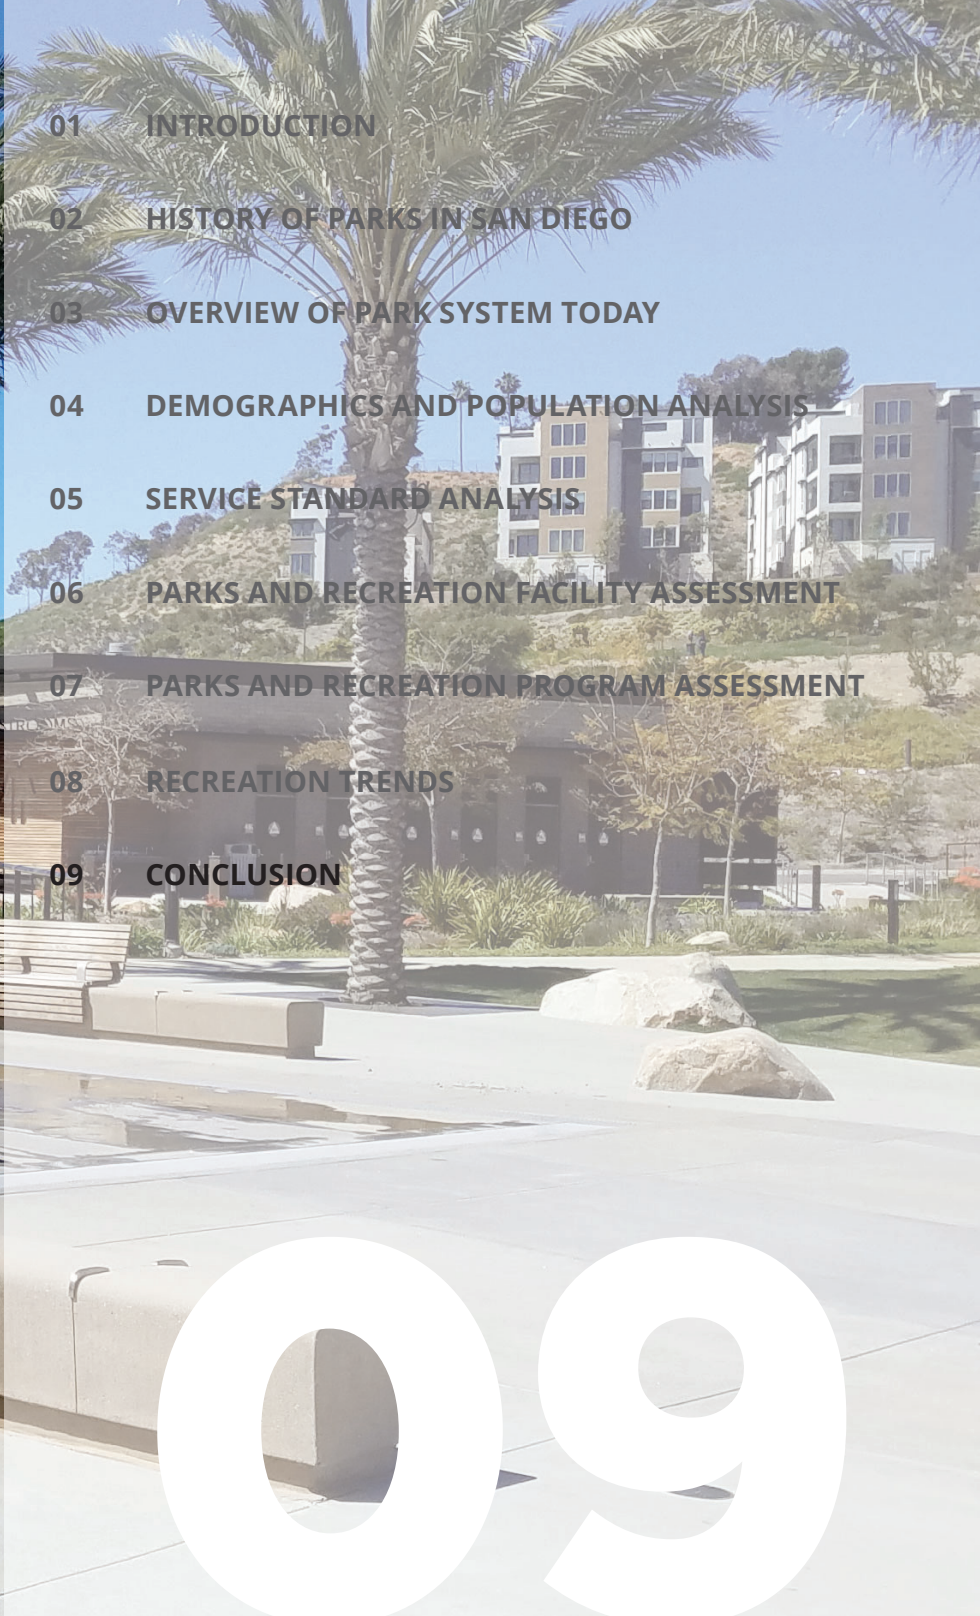 01 INTRODUCTION
02 HISTORY OF PARKS IN SAN DIEGO
03 OVERVIEW OF PARK SYSTEM TODAY
04 DEMOGRAPHICS AND POPULATION ANALYSIS
05 SERVICE STANDARD ANALYSIS
06 PARKS AND RECREATION FACILITY ASSESSMENT
07 PARKS AND RECREATION PROGRAM ASSESSMENT
08 RECREATION TRENDS
09 CONCLUSION
09